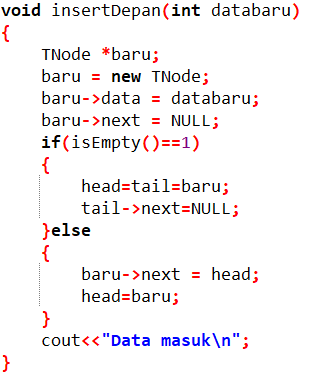 void insertDepan(int databaru)
{
TNode *baru;
baru = new TNode;
baru->data = databaru;
baru->next = NULL;
if(isEmpty()==1)
{
head=tail=baru;
tail->next=NULL;
}else
{
baru->next = head;
head=baru;
}
cout<<"Data masuk\n";
}